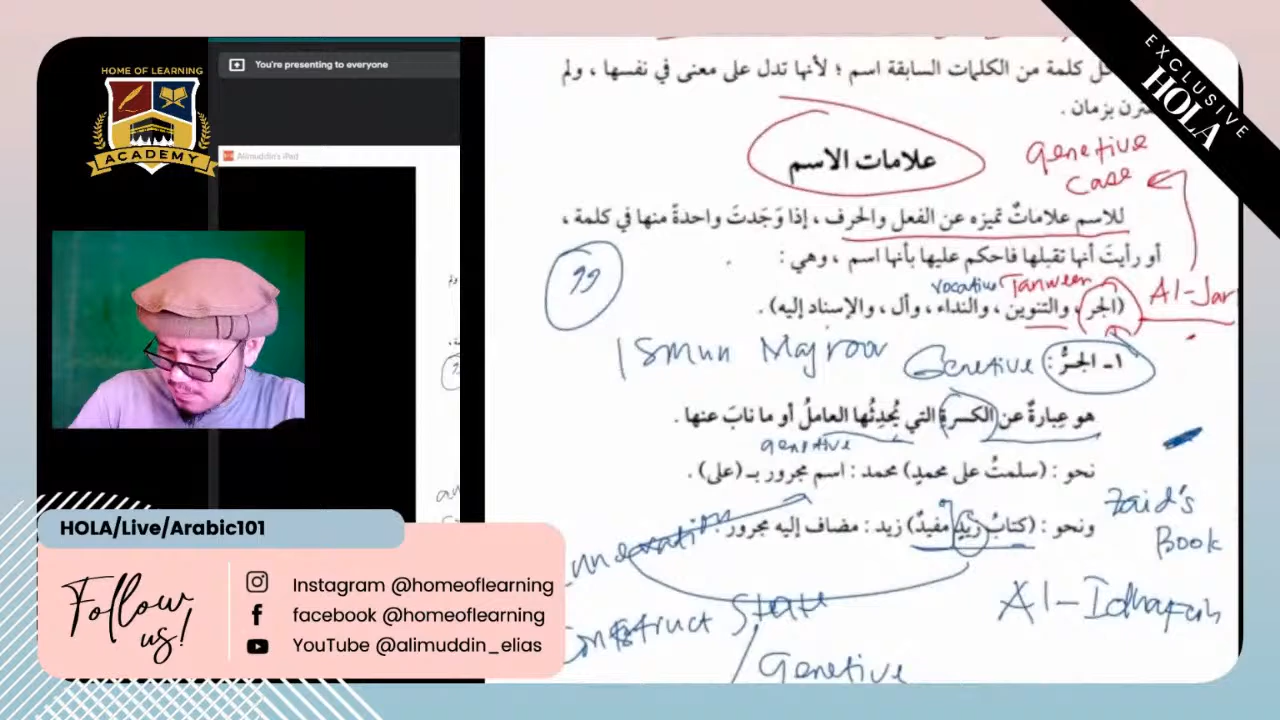 HOME OF LEARNING
ACADEMY
You're presenting to everyone
Alimuddin's iPad
EXCLUSIVE
HOLA
كل كلمة من الكلمات السابقة اسم ؛ لأنها تدل على معنى في نفسها ، ولم
بزمان .
علامات الاسم
genetive
case
للاسم علاماتٌ تميزه عن الفعل والحرف ، إذا وَجَدتَ واحدةً منها في كلمة ،
أو رأيتَ أنها تقبلها فاحكم عليها بأنها اسم ، وهي :
vocative Tanween Al-Jar
(الجر ، والتنوين ، والنداء ، وأل ، والإسناد إليه) .
99
Ismun Majroor Genetive
١ـ الجَرُّ :
هو عِبارةٌ عن الكسرة التي يُحدِثُها العاملُ أو ما نابَ عنها .
genetive
نحو : (سلمتُ على محمدٍ) محمد : اسم مجرور بـ (على) .
ونحو : (كتابُ زيدٍ مفيدٌ) زيد : مضاف إليه مجرور .
Zaid's
Book
Al-Idhafah
Construct State
/ Genetive
HOLA/Live/Arabic101
Follow us!
Instagram @homeoflearning
facebook @homeoflearning
YouTube @alimuddin_elias